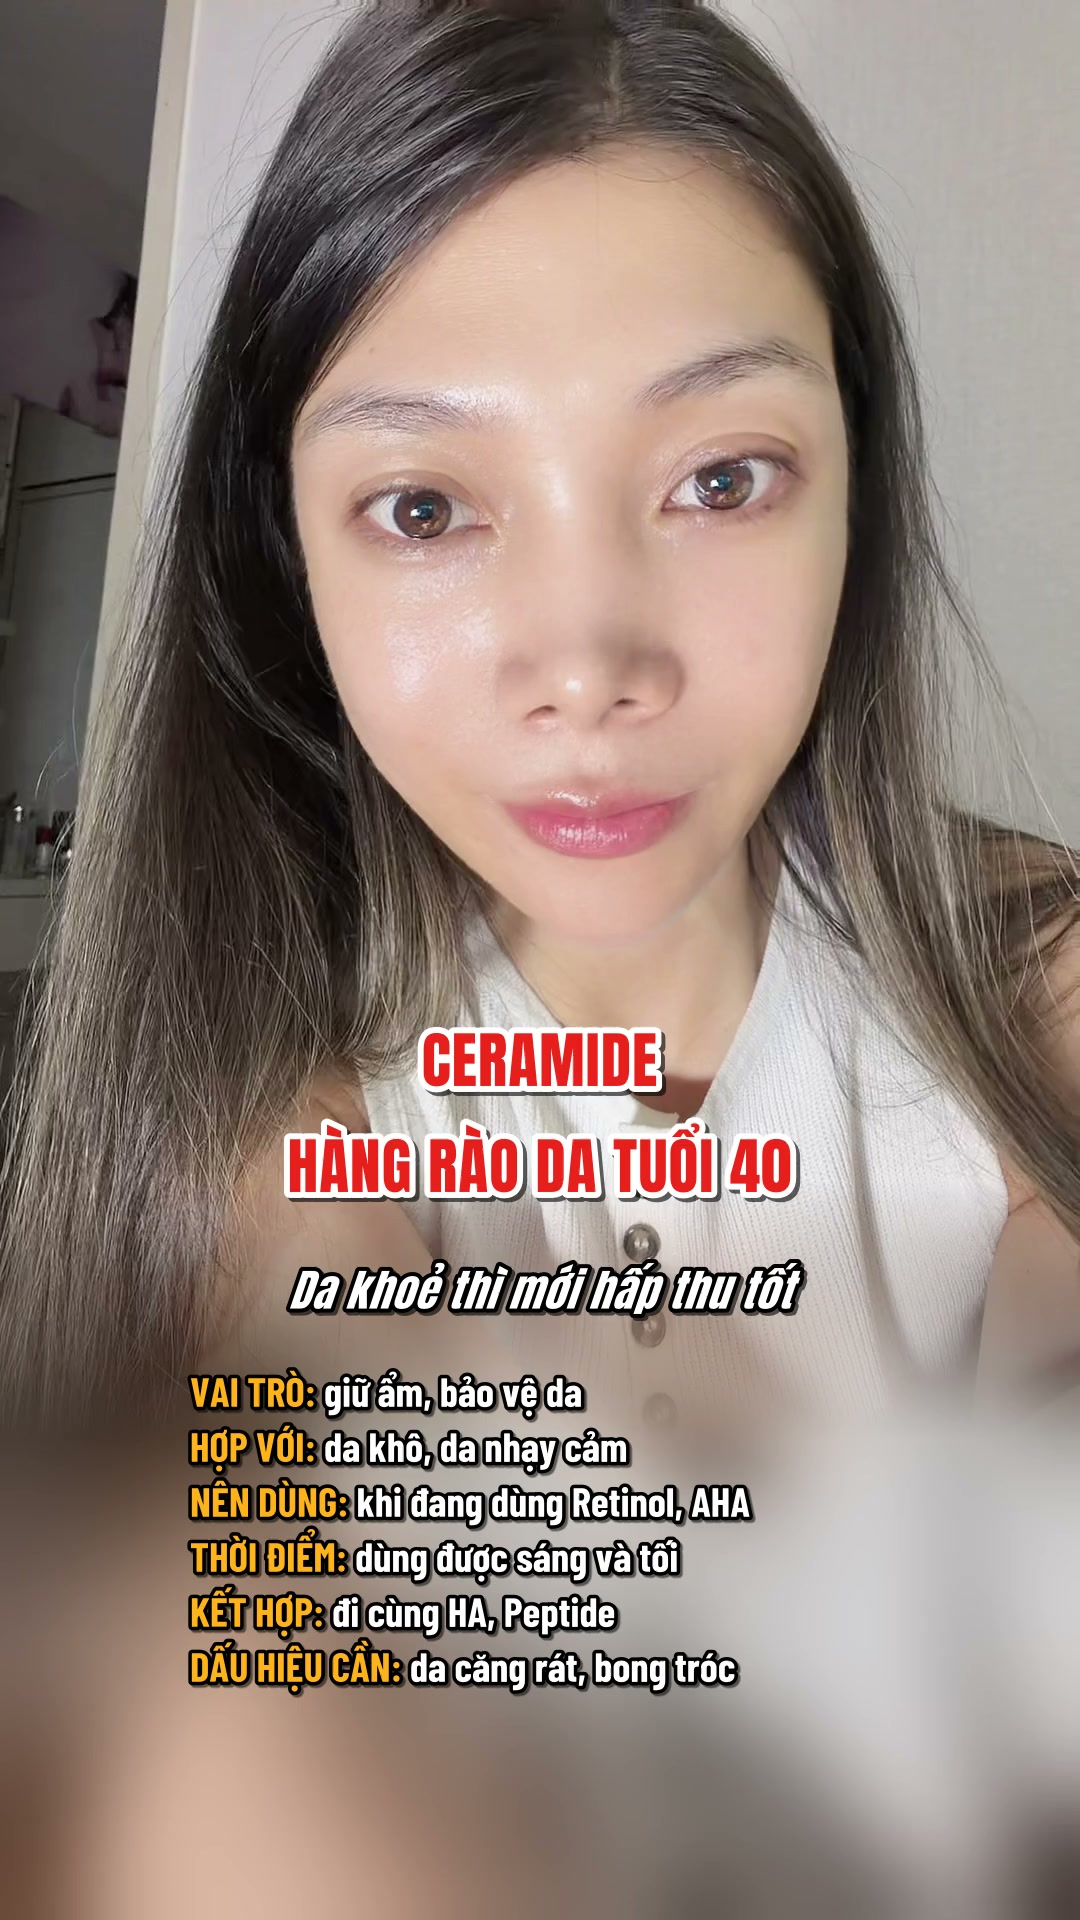 CERAMIDE
HÀNG RÀO DA TUỔI 40
Da khoẻ thì mới hấp thu tốt
VAI TRÒ: giữ ẩm, bảo vệ da
HỢP VỚI: da khô, da nhạy cảm
NÊN DÙNG: khi đang dùng Retinol, AHA
THỜI ĐIỂM: dùng được sáng và tối
KẾT HỢP: đi cùng HA, Peptide
DẤU HIỆU CẦN: da căng rát, bong tróc